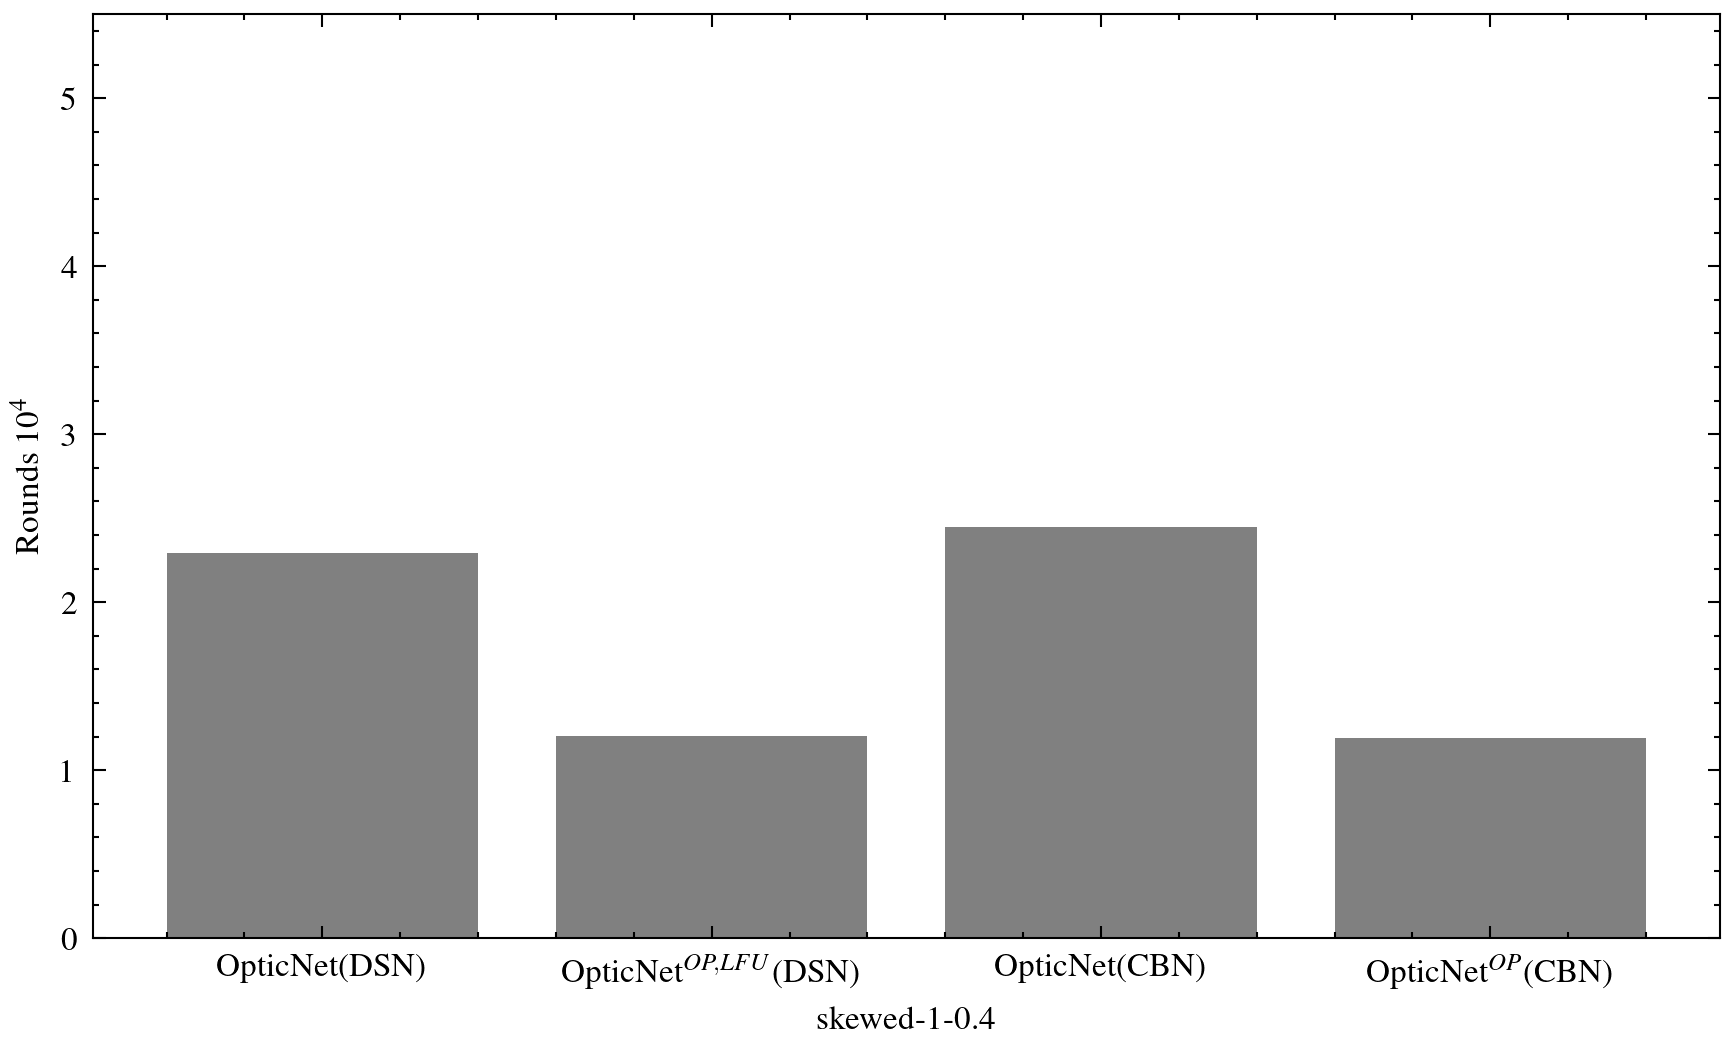 5
4
3
2
1
0
Rounds 10⁴
OpticNet(DSN) OpticNet^{OP,LFU}(DSN) OpticNet(CBN) OpticNet^{OP}(CBN)
skewed-1-0.4